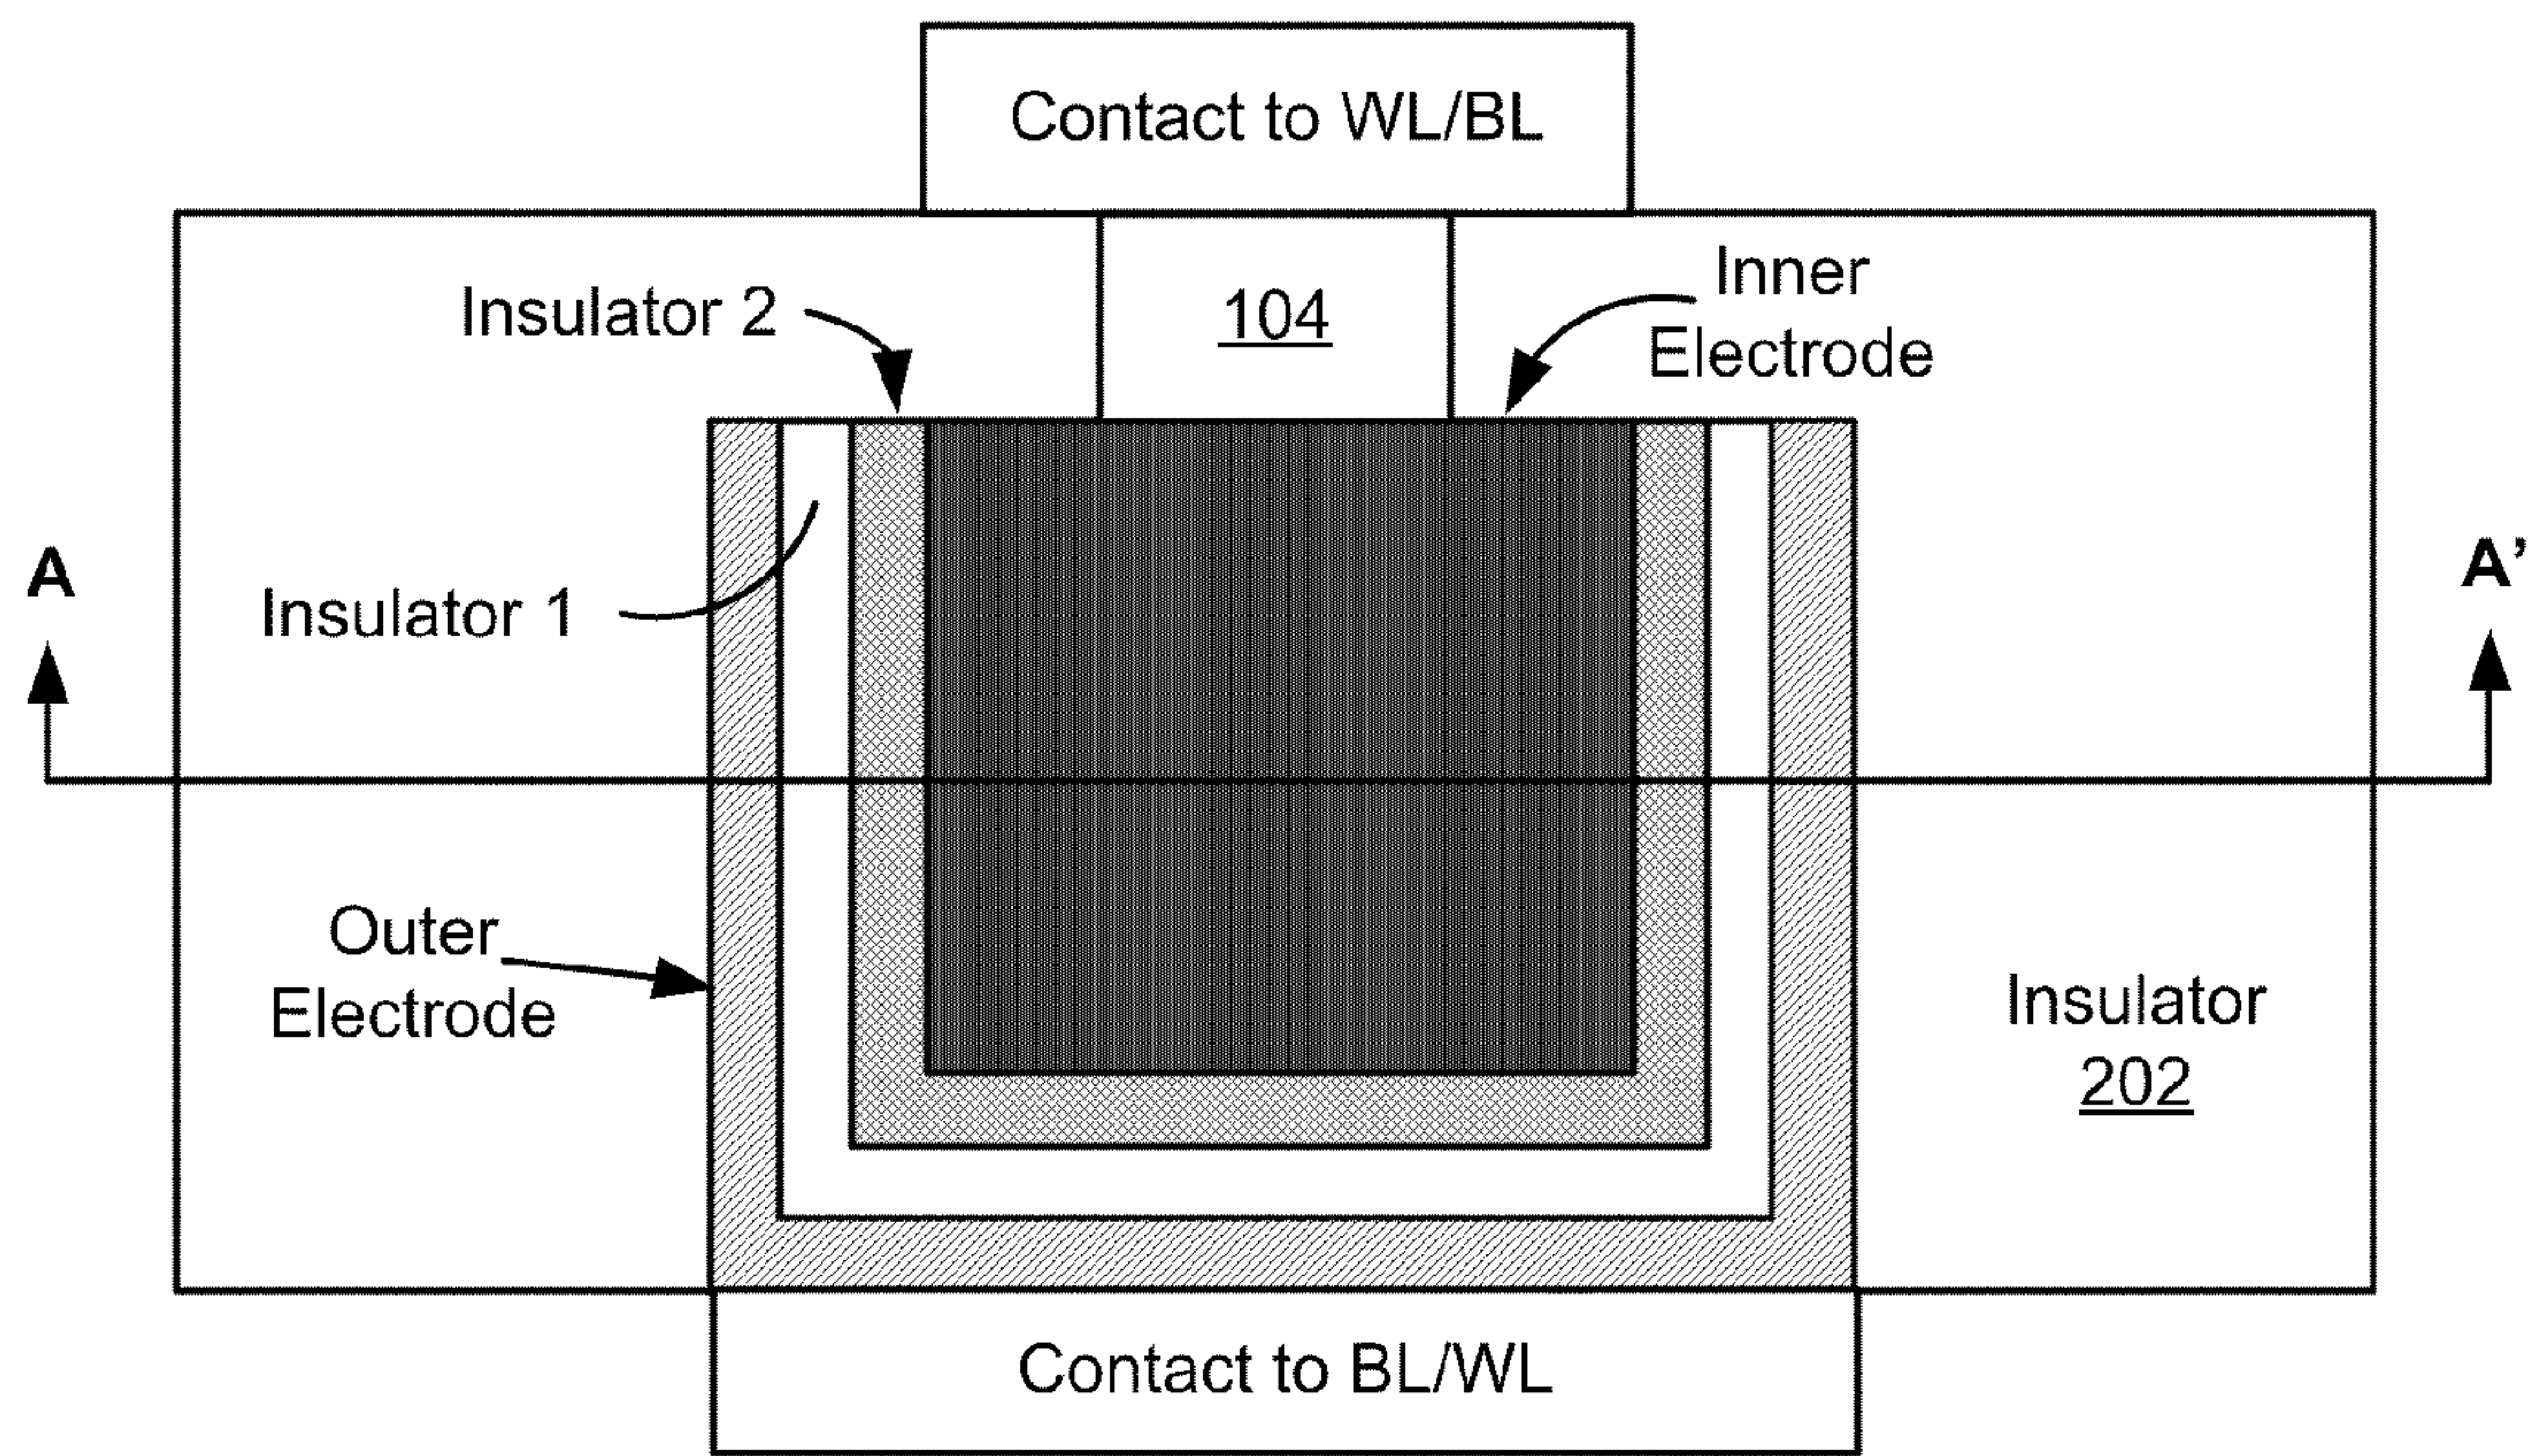 Contact to WL/BL
Insulator 2
104
Inner
Electrode
A
A’
Insulator 1
Outer
Electrode
Insulator
202
Contact to BL/WL